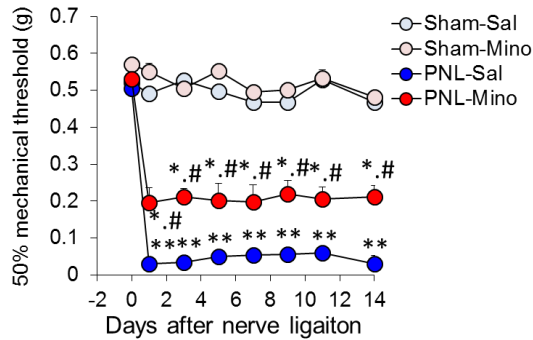 50% mechanical threshold (g)
0.7
0.6
0.5
0.4
0.3
0.2
0.1
0
Sham-Sal
Sham-Mino
PNL-Sal
PNL-Mino
*.# *.# *.# *.# *.# *.#
*.#
** ** ** ** ** ** **
-2 0 2 4 6 8 10 12 14
Days after nerve ligaiton